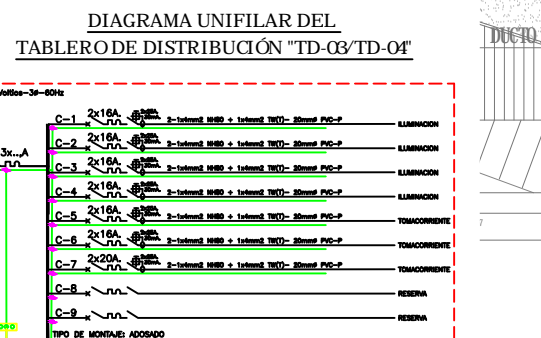 DIAGRAMA UNIFILAR DEL
TABLERO DE DISTRIBUCIÓN "TD-03/TD-04"
DUCTO
Voltios-3ø-60Hz
3x..,A
C-1 2x16A. 2-1x4mm2 NH80 + 1x4mm2 TW(T)- 20mmø PVC-P ILUMINACION
C-2 2x16A. 2-1x4mm2 NH80 + 1x4mm2 TW(T)- 20mmø PVC-P ILUMINACION
C-3 2x16A. 2-1x4mm2 NH80 + 1x4mm2 TW(T)- 20mmø PVC-P ILUMINACION
C-4 2x16A. 2-1x4mm2 NH80 + 1x4mm2 TW(T)- 20mmø PVC-P ILUMINACION
C-5 2x16A. 2-1x4mm2 NH80 + 1x4mm2 TW(T)- 20mmø PVC-P TOMACORRIENTE
C-6 2x16A. 2-1x4mm2 NH80 + 1x4mm2 TW(T)- 20mmø PVC-P TOMACORRIENTE
C-7 2x20A. 2-1x4mm2 NH80 + 1x4mm2 TW(T)- 20mmø PVC-P TOMACORRIENTE
C-8 RESERVA
C-9 RESERVA
TIPO DE MONTAJE: ADOSADO